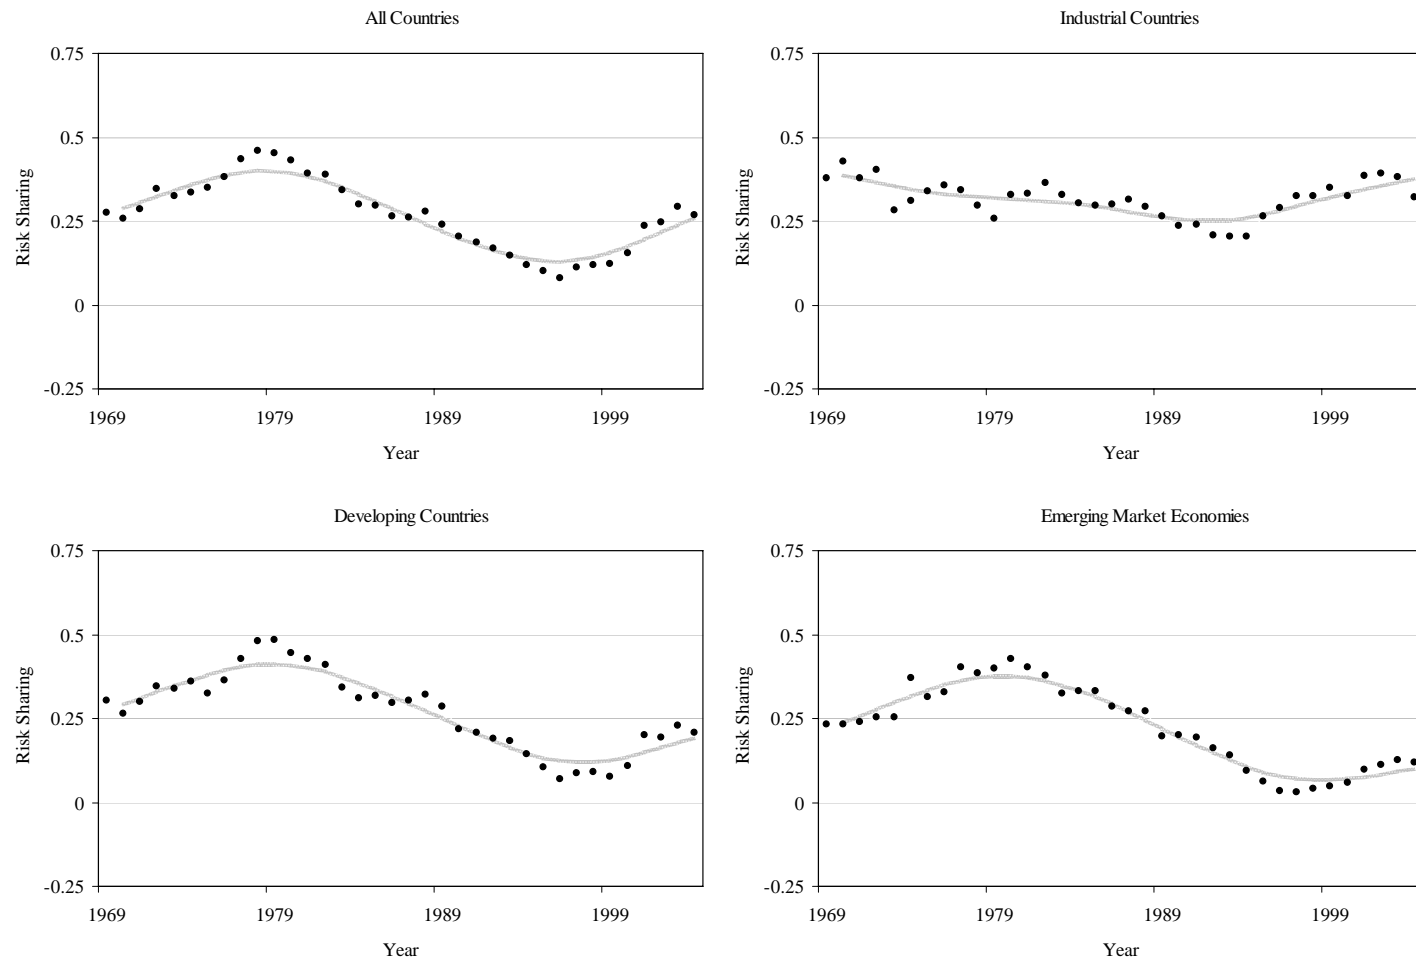 All Countries
0.75
0.5
0.25
0
-0.25
Risk Sharing
1969 1979 1989 1999
Year
Industrial Countries
0.75
0.5
0.25
0
-0.25
Risk Sharing
1969 1979 1989 1999
Year
Developing Countries
0.75
0.5
0.25
0
-0.25
Risk Sharing
1969 1979 1989 1999
Year
Emerging Market Economies
0.75
0.5
0.25
0
-0.25
Risk Sharing
1969 1979 1989 1999
Year